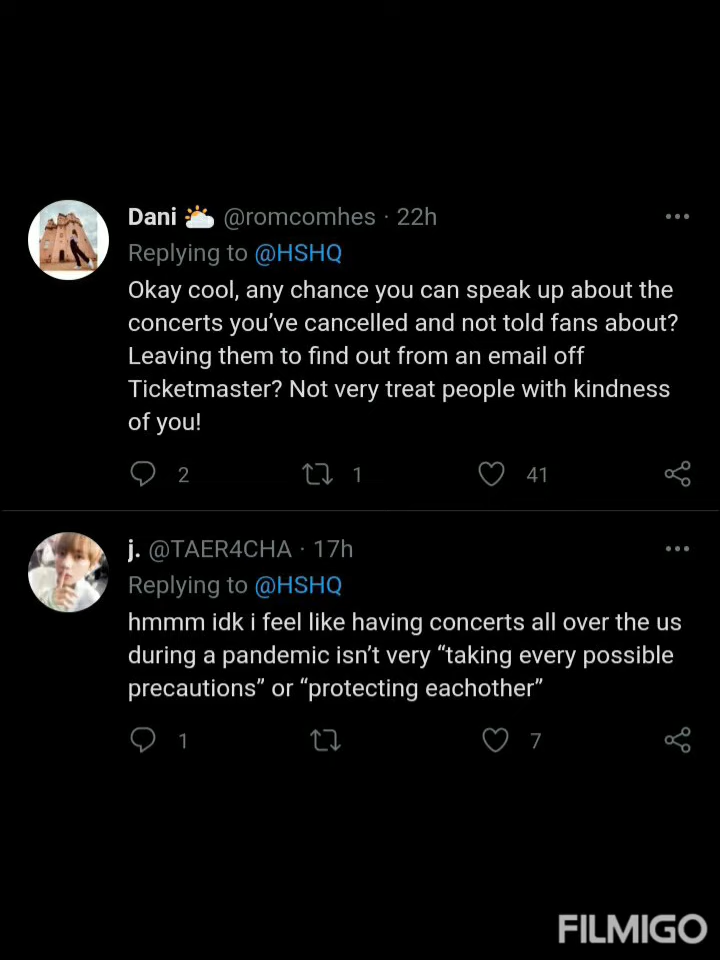 Dani 🌤️ @romcomhes · 22h
Replying to @HSHQ
Okay cool, any chance you can speak up about the
concerts you’ve cancelled and not told fans about?
Leaving them to find out from an email off
Ticketmaster? Not very treat people with kindness
of you!
2 1 41
j. @TAER4CHA · 17h
Replying to @HSHQ
hmmm idk i feel like having concerts all over the us
during a pandemic isn’t very “taking every possible
precautions” or “protecting eachother”
1 7
FILMIGO